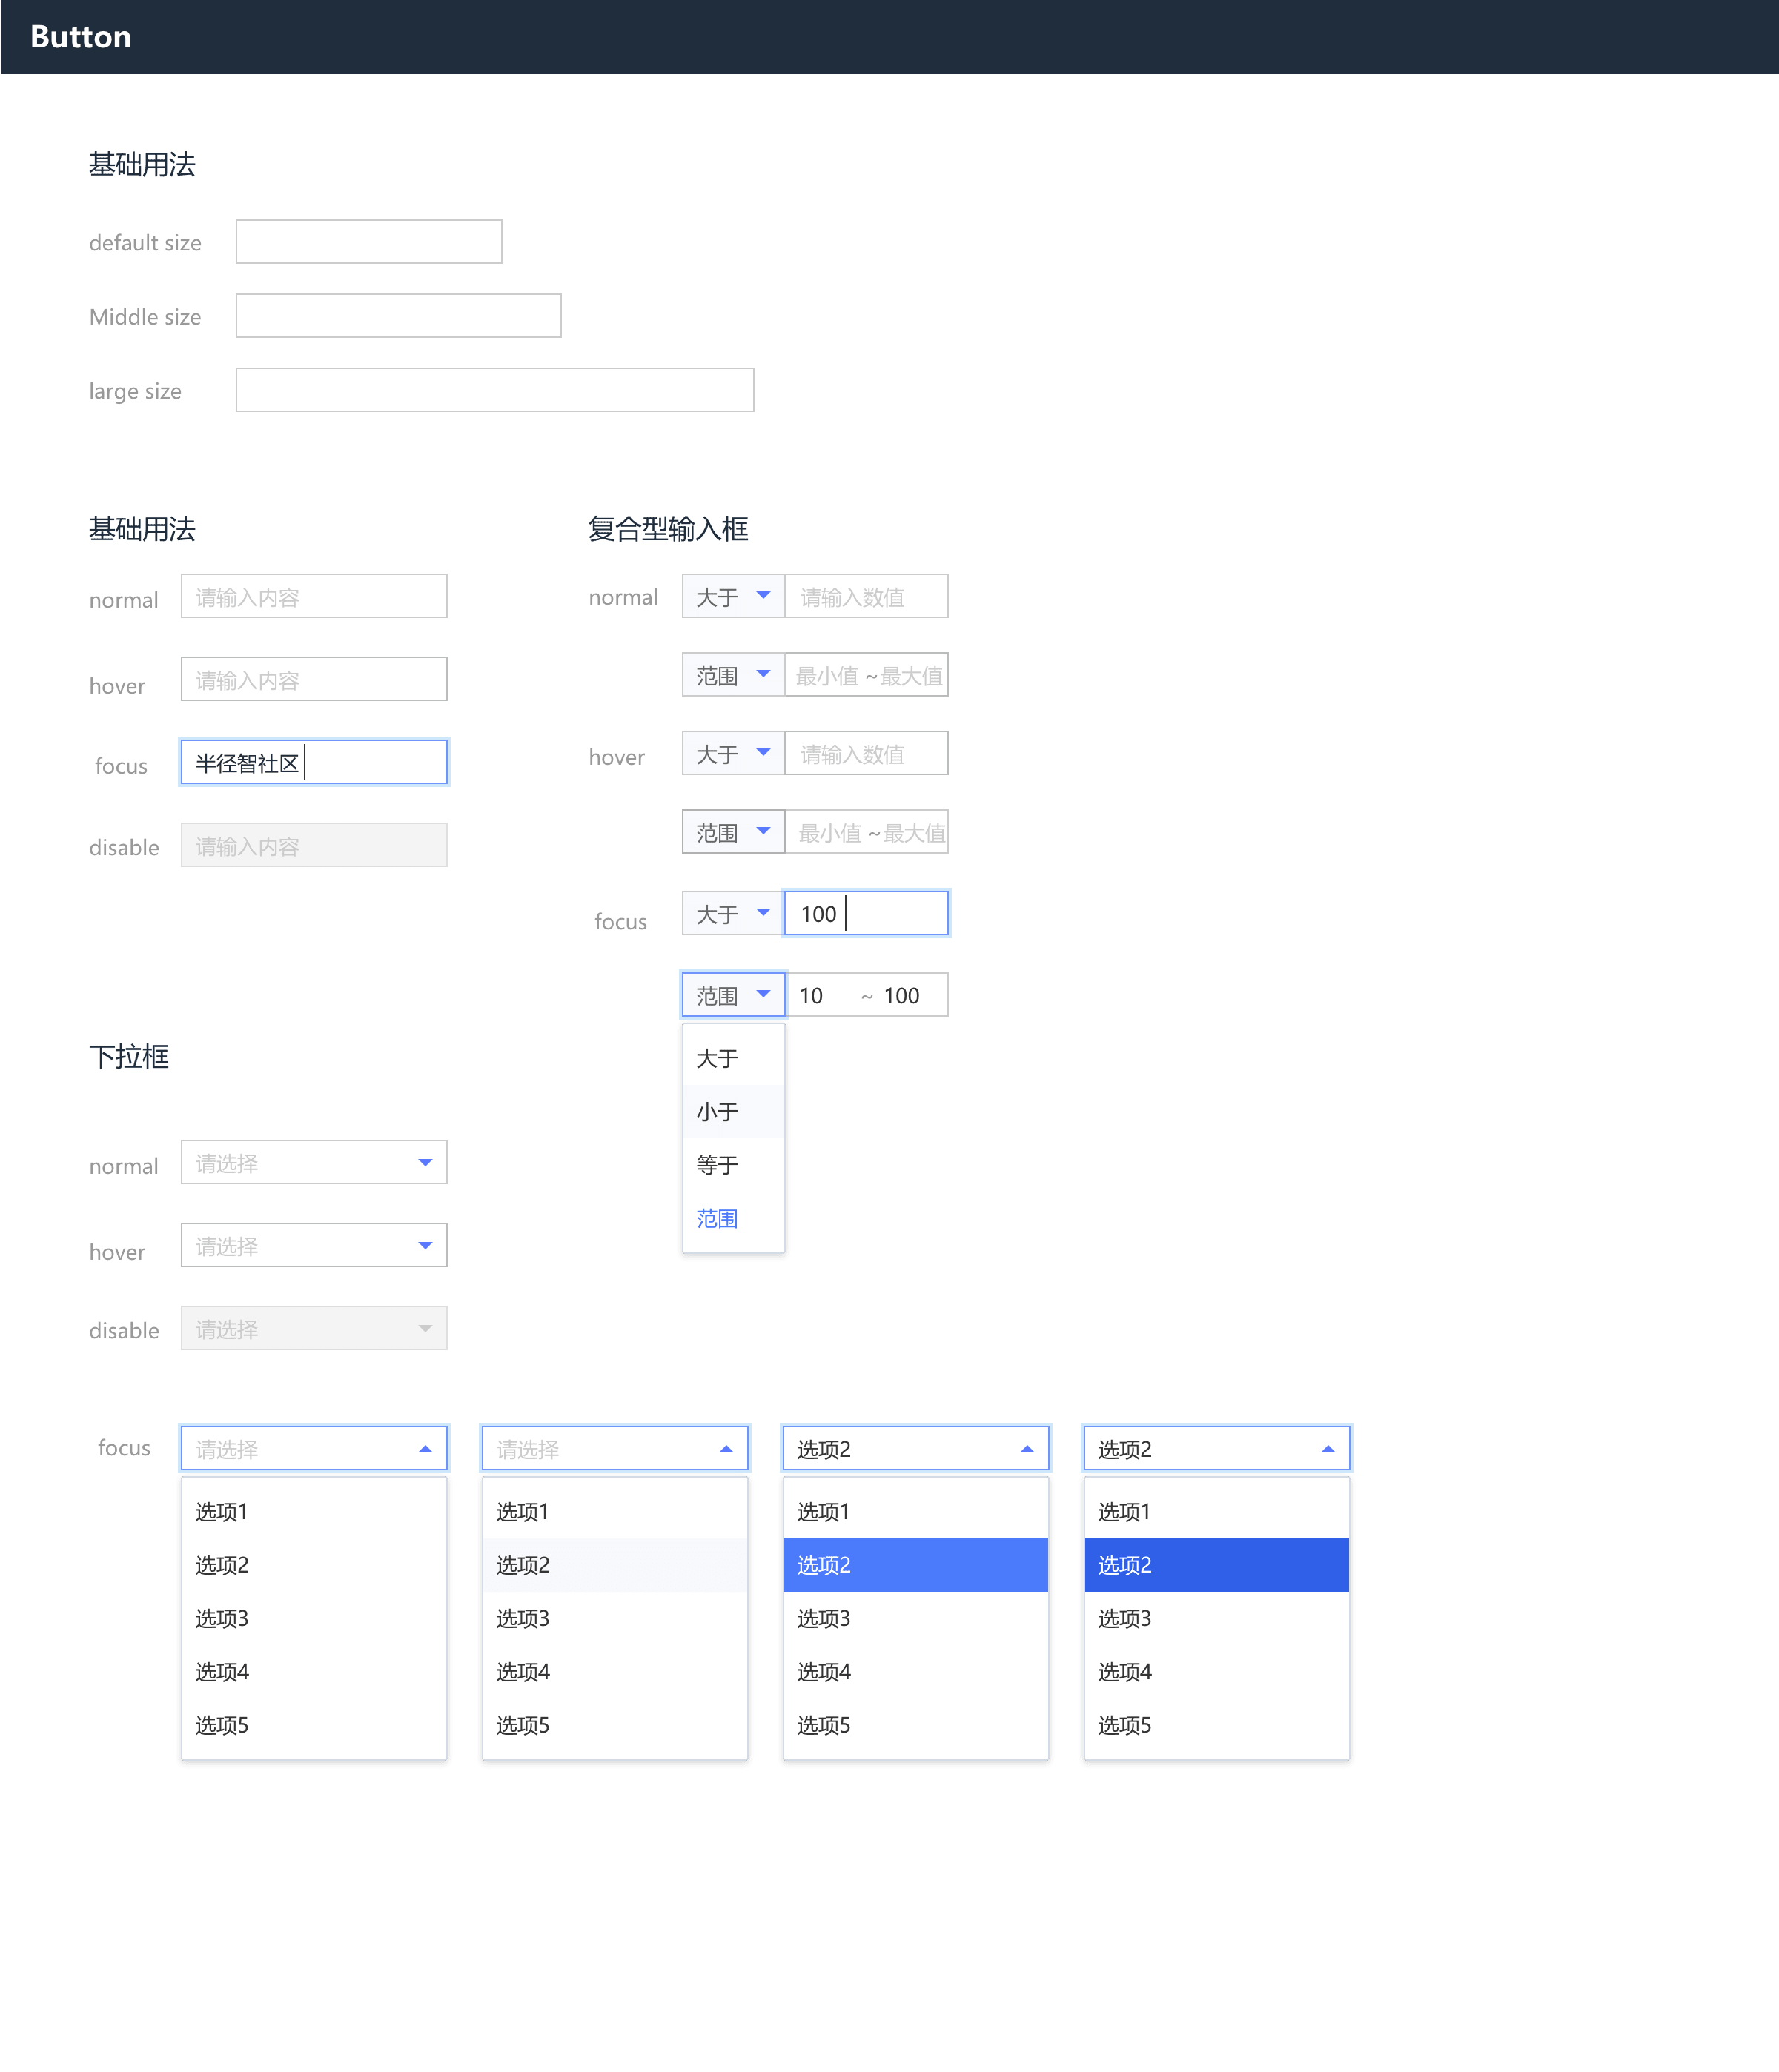 Button
基础用法
default size
Middle size
large size
基础用法
normal 请输入内容
hover 请输入内容
focus 半径智社区
disable 请输入内容
复合型输入框
normal 大于 请输入数值
范围 最小值 ~ 最大值
hover 大于 请输入数值
范围 最小值 ~ 最大值
focus 大于 100
范围 10 ~ 100
大于
小于
等于
范围
下拉框
normal 请选择
hover 请选择
disable 请选择
focus 请选择 请选择 选项2 选项2
选项1 选项1 选项1 选项1
选项2 选项2 选项2 选项2
选项3 选项3 选项3 选项3
选项4 选项4 选项4 选项4
选项5 选项5 选项5 选项5